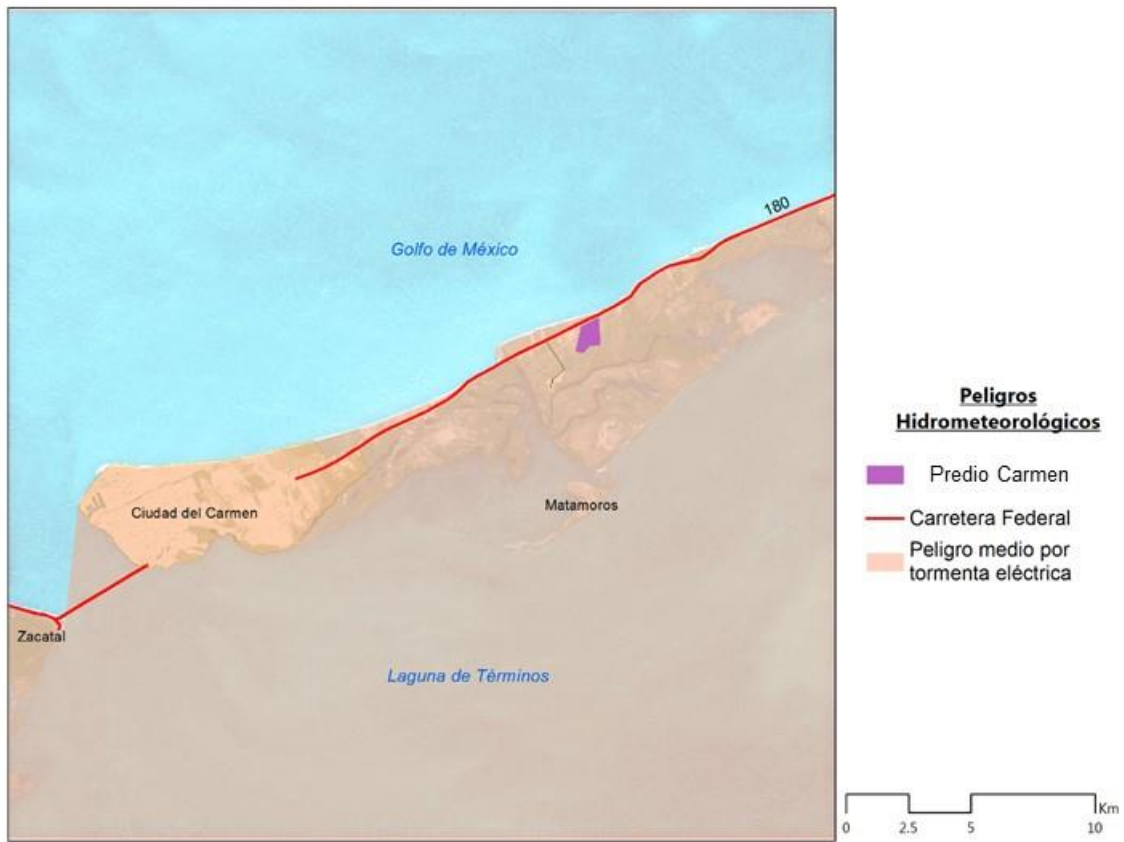 180
Golfo de México
Ciudad del Carmen
Matamoros
Zacatal
Laguna de Tèrminos
Peligros
Hidrometeorológicos
Predio Carmen
Carretera Federal
Peligro medio por
tormenta eléctrica
Km
0 2.5 5 10